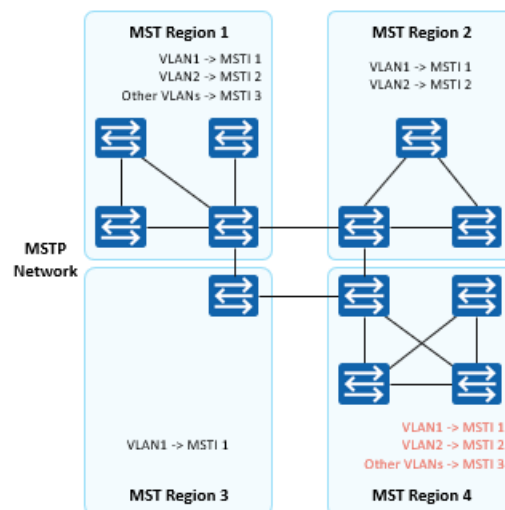 MST Region 1
VLAN1 -> MSTI 1
VLAN2 -> MSTI 2
Other VLANs -> MSTI 3
MST Region 2
VLAN1 -> MSTI 1
VLAN2 -> MSTI 2
MSTP
Network
VLAN1 -> MSTI 1
MST Region 3
VLAN1 -> MSTI 1
VLAN2 -> MSTI 2
Other VLANs -> MSTI 3
MST Region 4